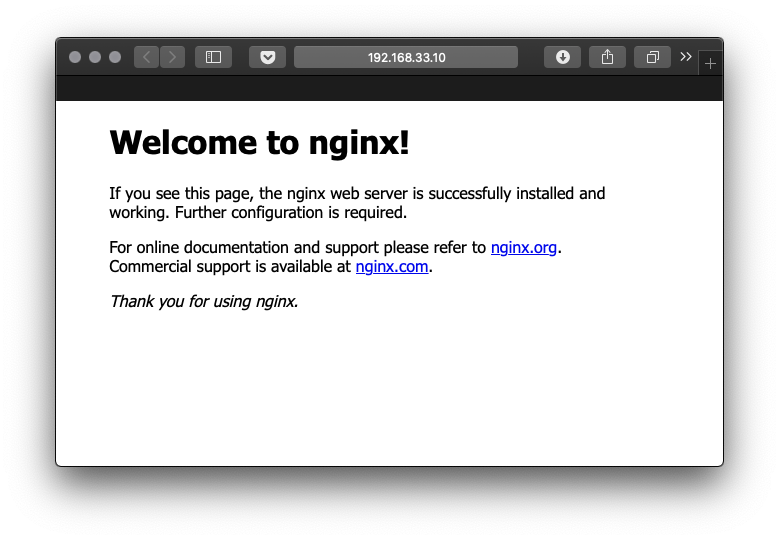 192.168.33.10
Welcome to nginx!
If you see this page, the nginx web server is successfully installed and
working. Further configuration is required.
For online documentation and support please refer to nginx.org.
Commercial support is available at nginx.com.
Thank you for using nginx.